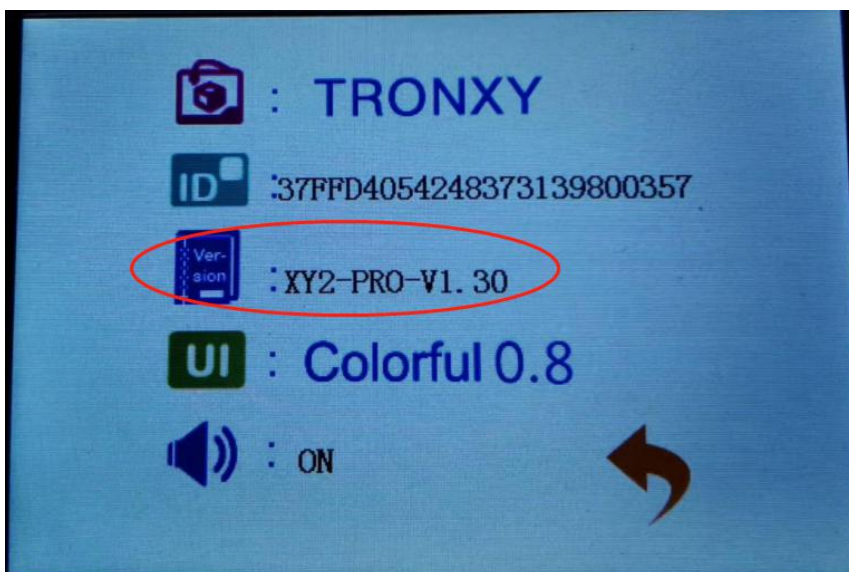 : TRONXY
ID :37FFD4054248373139800357
Ver-
sion :XY2-PRO-V1.30
UI : Colorful 0.8
: ON